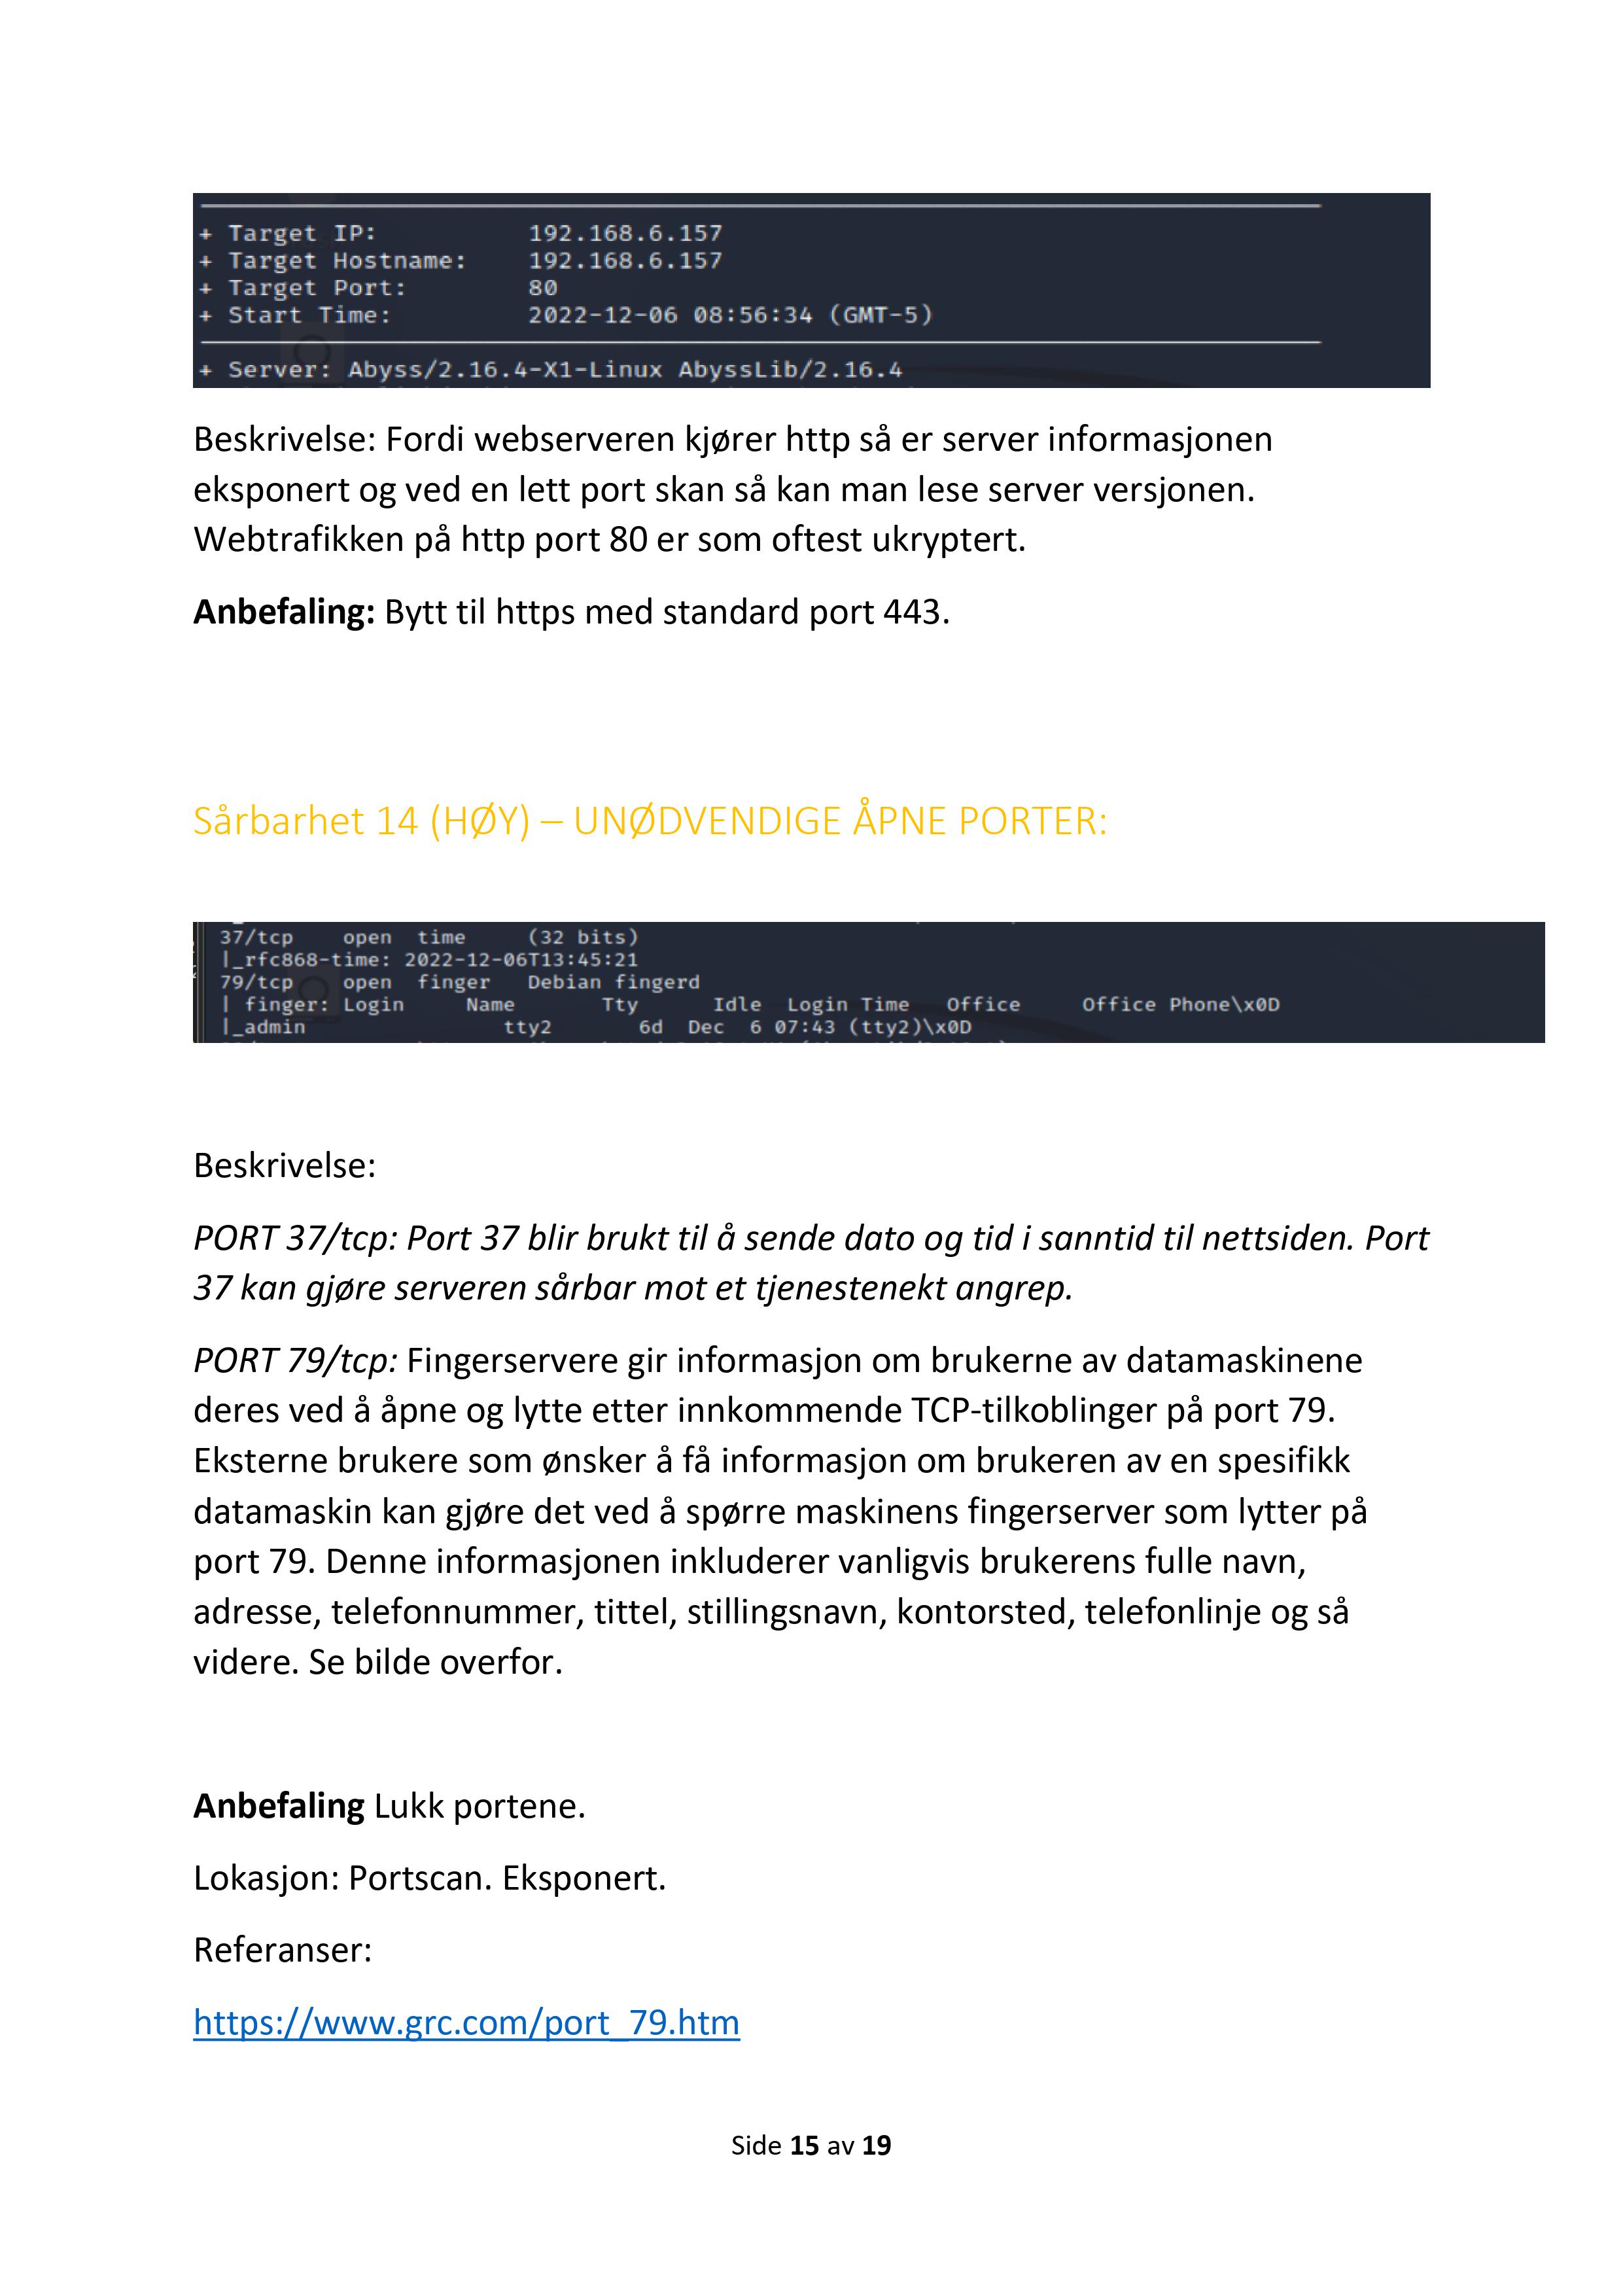 + Target IP: 192.168.6.157
+ Target Hostname: 192.168.6.157
+ Target Port: 80
+ Start Time: 2022-12-06 08:56:34 (GMT-5)
+ Server: Abyss/2.16.4-X1-Linux AbyssLib/2.16.4
Beskrivelse: Fordi webserveren kjører http så er server informasjonen
eksponert og ved en lett port skan så kan man lese server versjonen.
Webtrafikken på http port 80 er som oftest ukryptert.
Anbefaling: Bytt til https med standard port 443.
Sårbarhet 14 (HØY) – UNØDVENDIGE ÅPNE PORTER:
37/tcp open time (32 bits)
|_rfc868-time: 2022-12-06T13:45:21
79/tcp open finger Debian fingerd
| finger: Login Name Tty Idle Login Time Office Office Phone\x0D
|_admin tty2 6d Dec 6 07:43 (tty2)\x0D
Beskrivelse:
PORT 37/tcp: Port 37 blir brukt til å sende dato og tid i sanntid til nettsiden. Port
37 kan gjøre serveren sårbar mot et tjenestenekt angrep.
PORT 79/tcp: Fingerservere gir informasjon om brukerne av datamaskinene
deres ved å åpne og lytte etter innkommende TCP-tilkoblinger på port 79.
Eksterne brukere som ønsker å få informasjon om brukeren av en spesifikk
datamaskin kan gjøre det ved å spørre maskinens fingerserver som lytter på
port 79. Denne informasjonen inkluderer vanligvis brukerens fulle navn,
adresse, telefonnummer, tittel, stillingsnavn, kontorsted, telefonlinje og så
videre. Se bilde overfor.
Anbefaling Lukk portene.
Lokasjon: Portscan. Eksponert.
Referanser:
https://www.grc.com/port_79.htm
Side 15 av 19